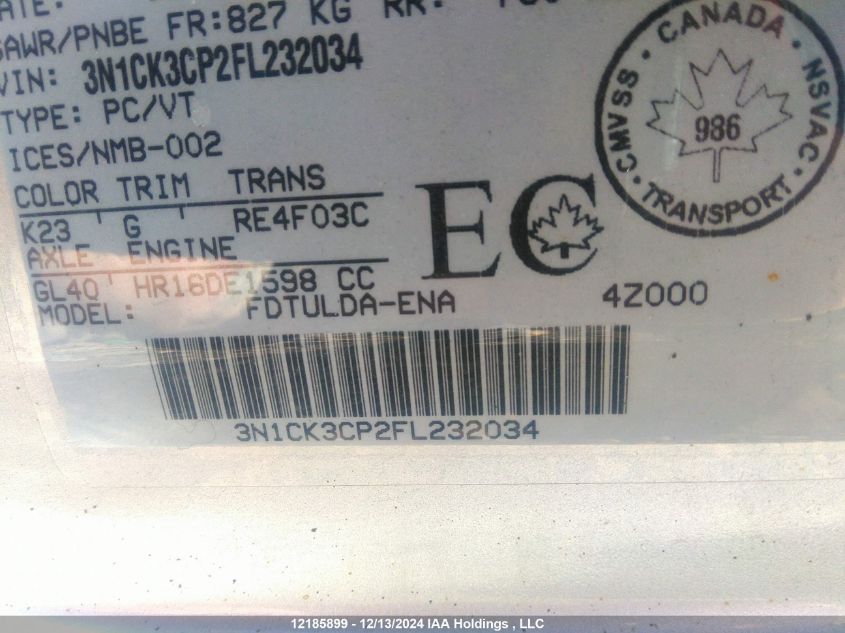 GAWR/PNBE FR:827 KG RR:
VIN: 3N1CK3CP2FL232034
TYPE: PC/VT
ICES/NMB-002
COLOR TRIM TRANS
K23 G RE4F03C
AXLE ENGINE
GL40 HR16DE1598 CC
MODEL: FDTULDA-ENA 4Z000
EC
CANADA
CMVSS • NSVAC
986
TRANSPORT
3N1CK3CP2FL232034
12185899 - 12/13/2024 IAA Holdings , LLC